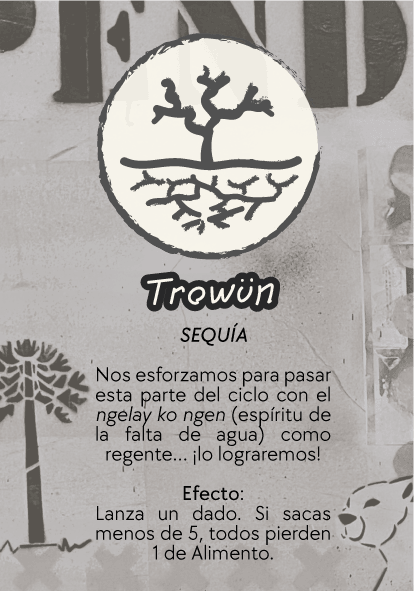 Trowün
SEQUÍA
Nos esforzamos para pasar
esta parte del ciclo con el
ngelay ko ngen (espíritu de
la falta de agua) como
regente... ¡lo lograremos!
Efecto:
Lanza un dado. Si sacas
menos de 5, todos pierden
1 de Alimento.